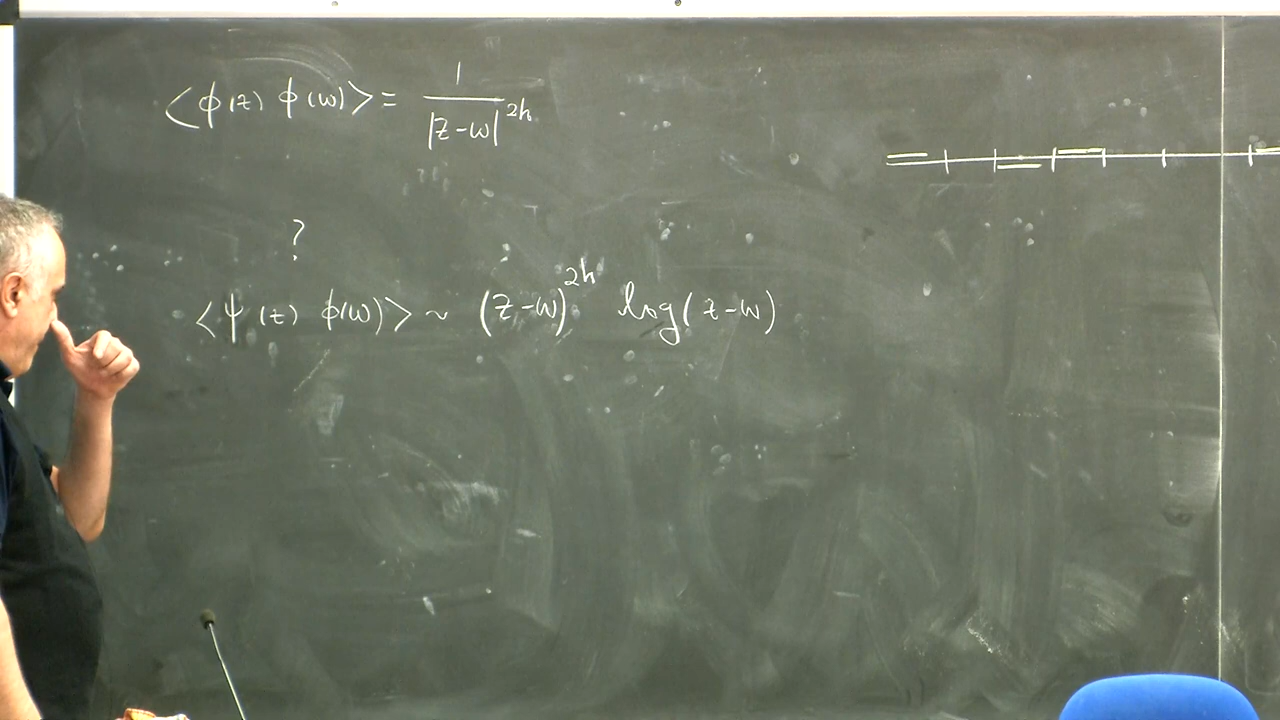 <ϕ(z) ϕ(w)> = 1/|z-w|^2h
?
<ψ(z) ϕ(w)> ~ (z-w)^2h log(z-w)